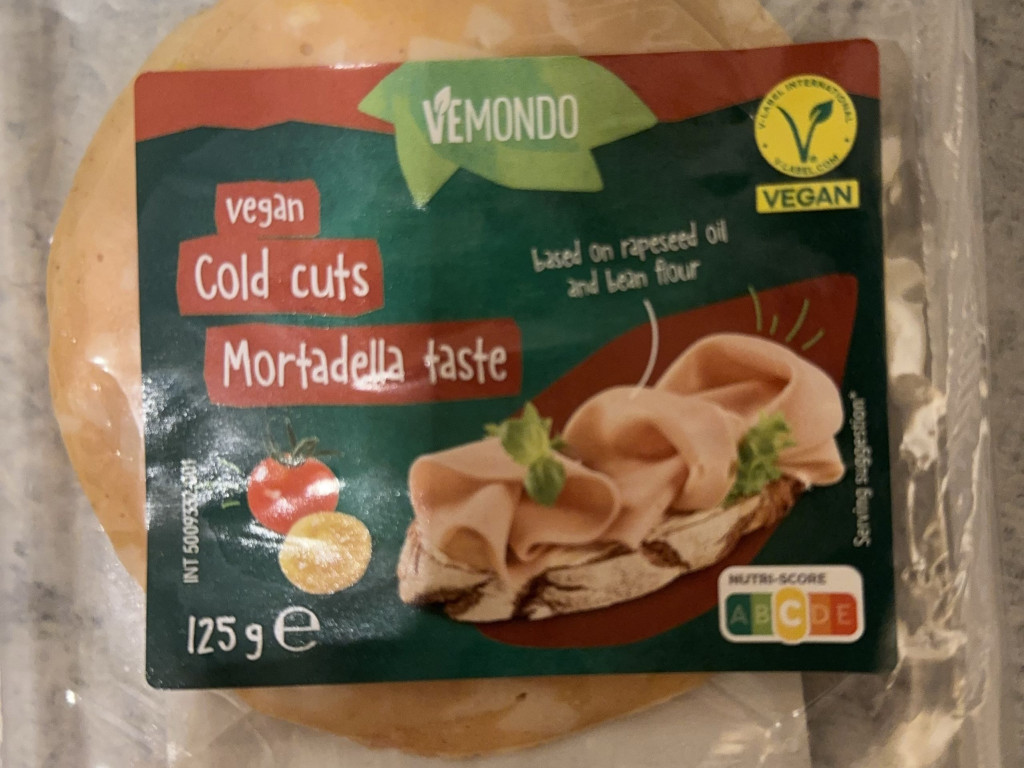 VEMONDO
V-LABEL INTERNATIONAL
V-LABEL.COM
VEGAN
vegan
Cold cuts
Mortadella taste
based on rapeseed oil
and bean flour
Serving suggestion*
125 g e
NUTRI-SCORE
A B C D E